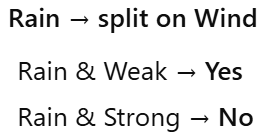 Rain → split on Wind
Rain & Weak → Yes
Rain & Strong → No